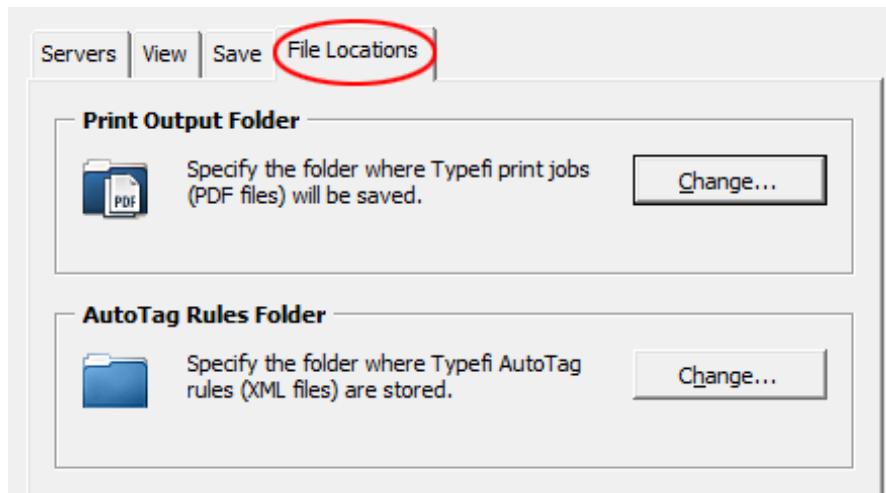 Servers View Save File Locations
Print Output Folder
Specify the folder where Typefi print jobs
(PDF files) will be saved.
Change...
PDF
AutoTag Rules Folder
Specify the folder where Typefi AutoTag
rules (XML files) are stored.
Change...